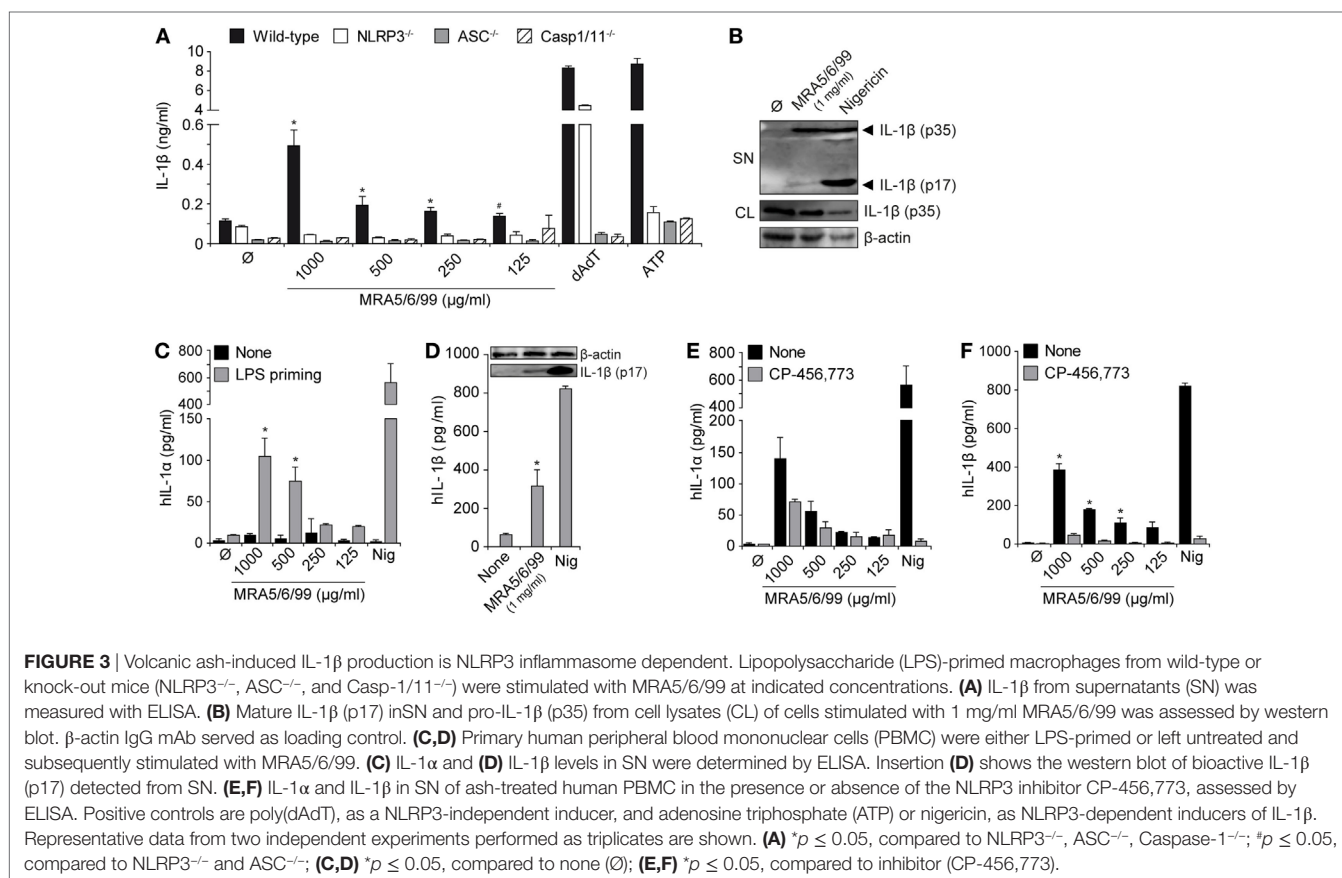 A
Wild-type NLRP3-/- ASC-/- Casp1/11-/-
10
8
6
4
0.6
0.4
0.2
0
IL-1β (ng/ml)
*
*
*
#
Ø
1000
500
250
125
dAdT
ATP
MRA5/6/99 (µg/ml)
B
Ø
MRA5/6/99
(1 mg/ml)
Nigericin
SN
IL-1β (p35)
IL-1β (p17)
CL
IL-1β (p35)
β-actin
C
None
LPS priming
800
600
400
150
100
50
0
hIL-1α (pg/ml)
*
*
Ø
1000
500
250
125
Nig
MRA5/6/99 (µg/ml)
D
β-actin
IL-1β (p17)
1000
800
600
400
200
0
hIL-1β (pg/ml)
*
None
MRA5/6/99
(1 mg/ml)
Nig
E
None
CP-456,773
800
600
400
150
100
50
0
hIL-1α (pg/ml)
Ø
1000
500
250
125
Nig
MRA5/6/99 (µg/ml)
F
None
CP-456,773
1000
800
600
400
200
0
hIL-1β (pg/ml)
*
*
*
Ø
1000
500
250
125
Nig
MRA5/6/99 (µg/ml)
FIGURE 3 | Volcanic ash-induced IL-1β production is NLRP3 inflammasome dependent. Lipopolysaccharide (LPS)-primed macrophages from wild-type or
knock-out mice (NLRP3−/−, ASC−/−, and Casp-1/11−/−) were stimulated with MRA5/6/99 at indicated concentrations. (A) IL-1β from supernatants (SN) was
measured with ELISA. (B) Mature IL-1β (p17) inSN and pro-IL-1β (p35) from cell lysates (CL) of cells stimulated with 1 mg/ml MRA5/6/99 was assessed by western
blot. β-actin IgG mAb served as loading control. (C,D) Primary human peripheral blood mononuclear cells (PBMC) were either LPS-primed or left untreated and
subsequently stimulated with MRA5/6/99. (C) IL-1α and (D) IL-1β levels in SN were determined by ELISA. Insertion (D) shows the western blot of bioactive IL-1β
(p17) detected from SN. (E,F) IL-1α and IL-1β in SN of ash-treated human PBMC in the presence or absence of the NLRP3 inhibitor CP-456,773, assessed by
ELISA. Positive controls are poly(dAdT), as a NLRP3-independent inducer, and adenosine triphosphate (ATP) or nigericin, as NLRP3-dependent inducers of IL-1β.
Representative data from two independent experiments performed as triplicates are shown. (A) *p ≤ 0.05, compared to NLRP3−/−, ASC−/−, Caspase-1−/−; #p ≤ 0.05,
compared to NLRP3−/− and ASC−/−; (C,D) *p ≤ 0.05, compared to none (Ø); (E,F) *p ≤ 0.05, compared to inhibitor (CP-456,773).